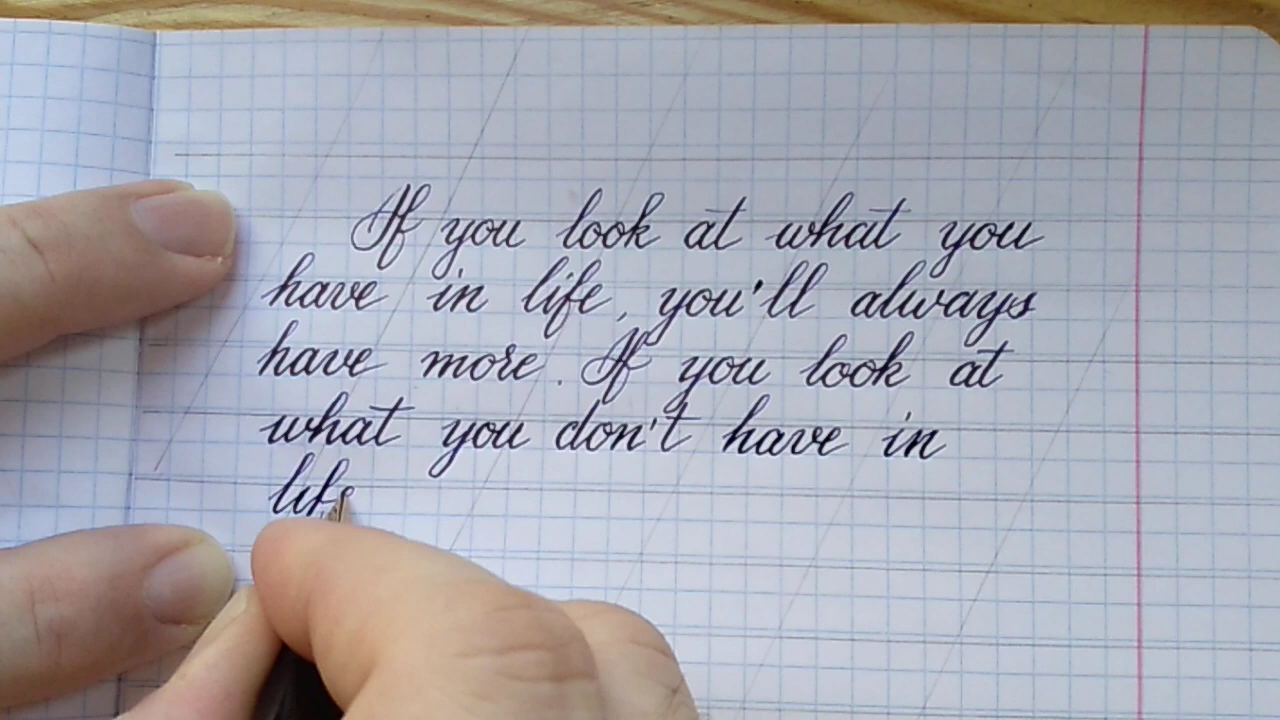 If you look at what you
have in life, you'll always
have more. If you look at
what you don't have in
life